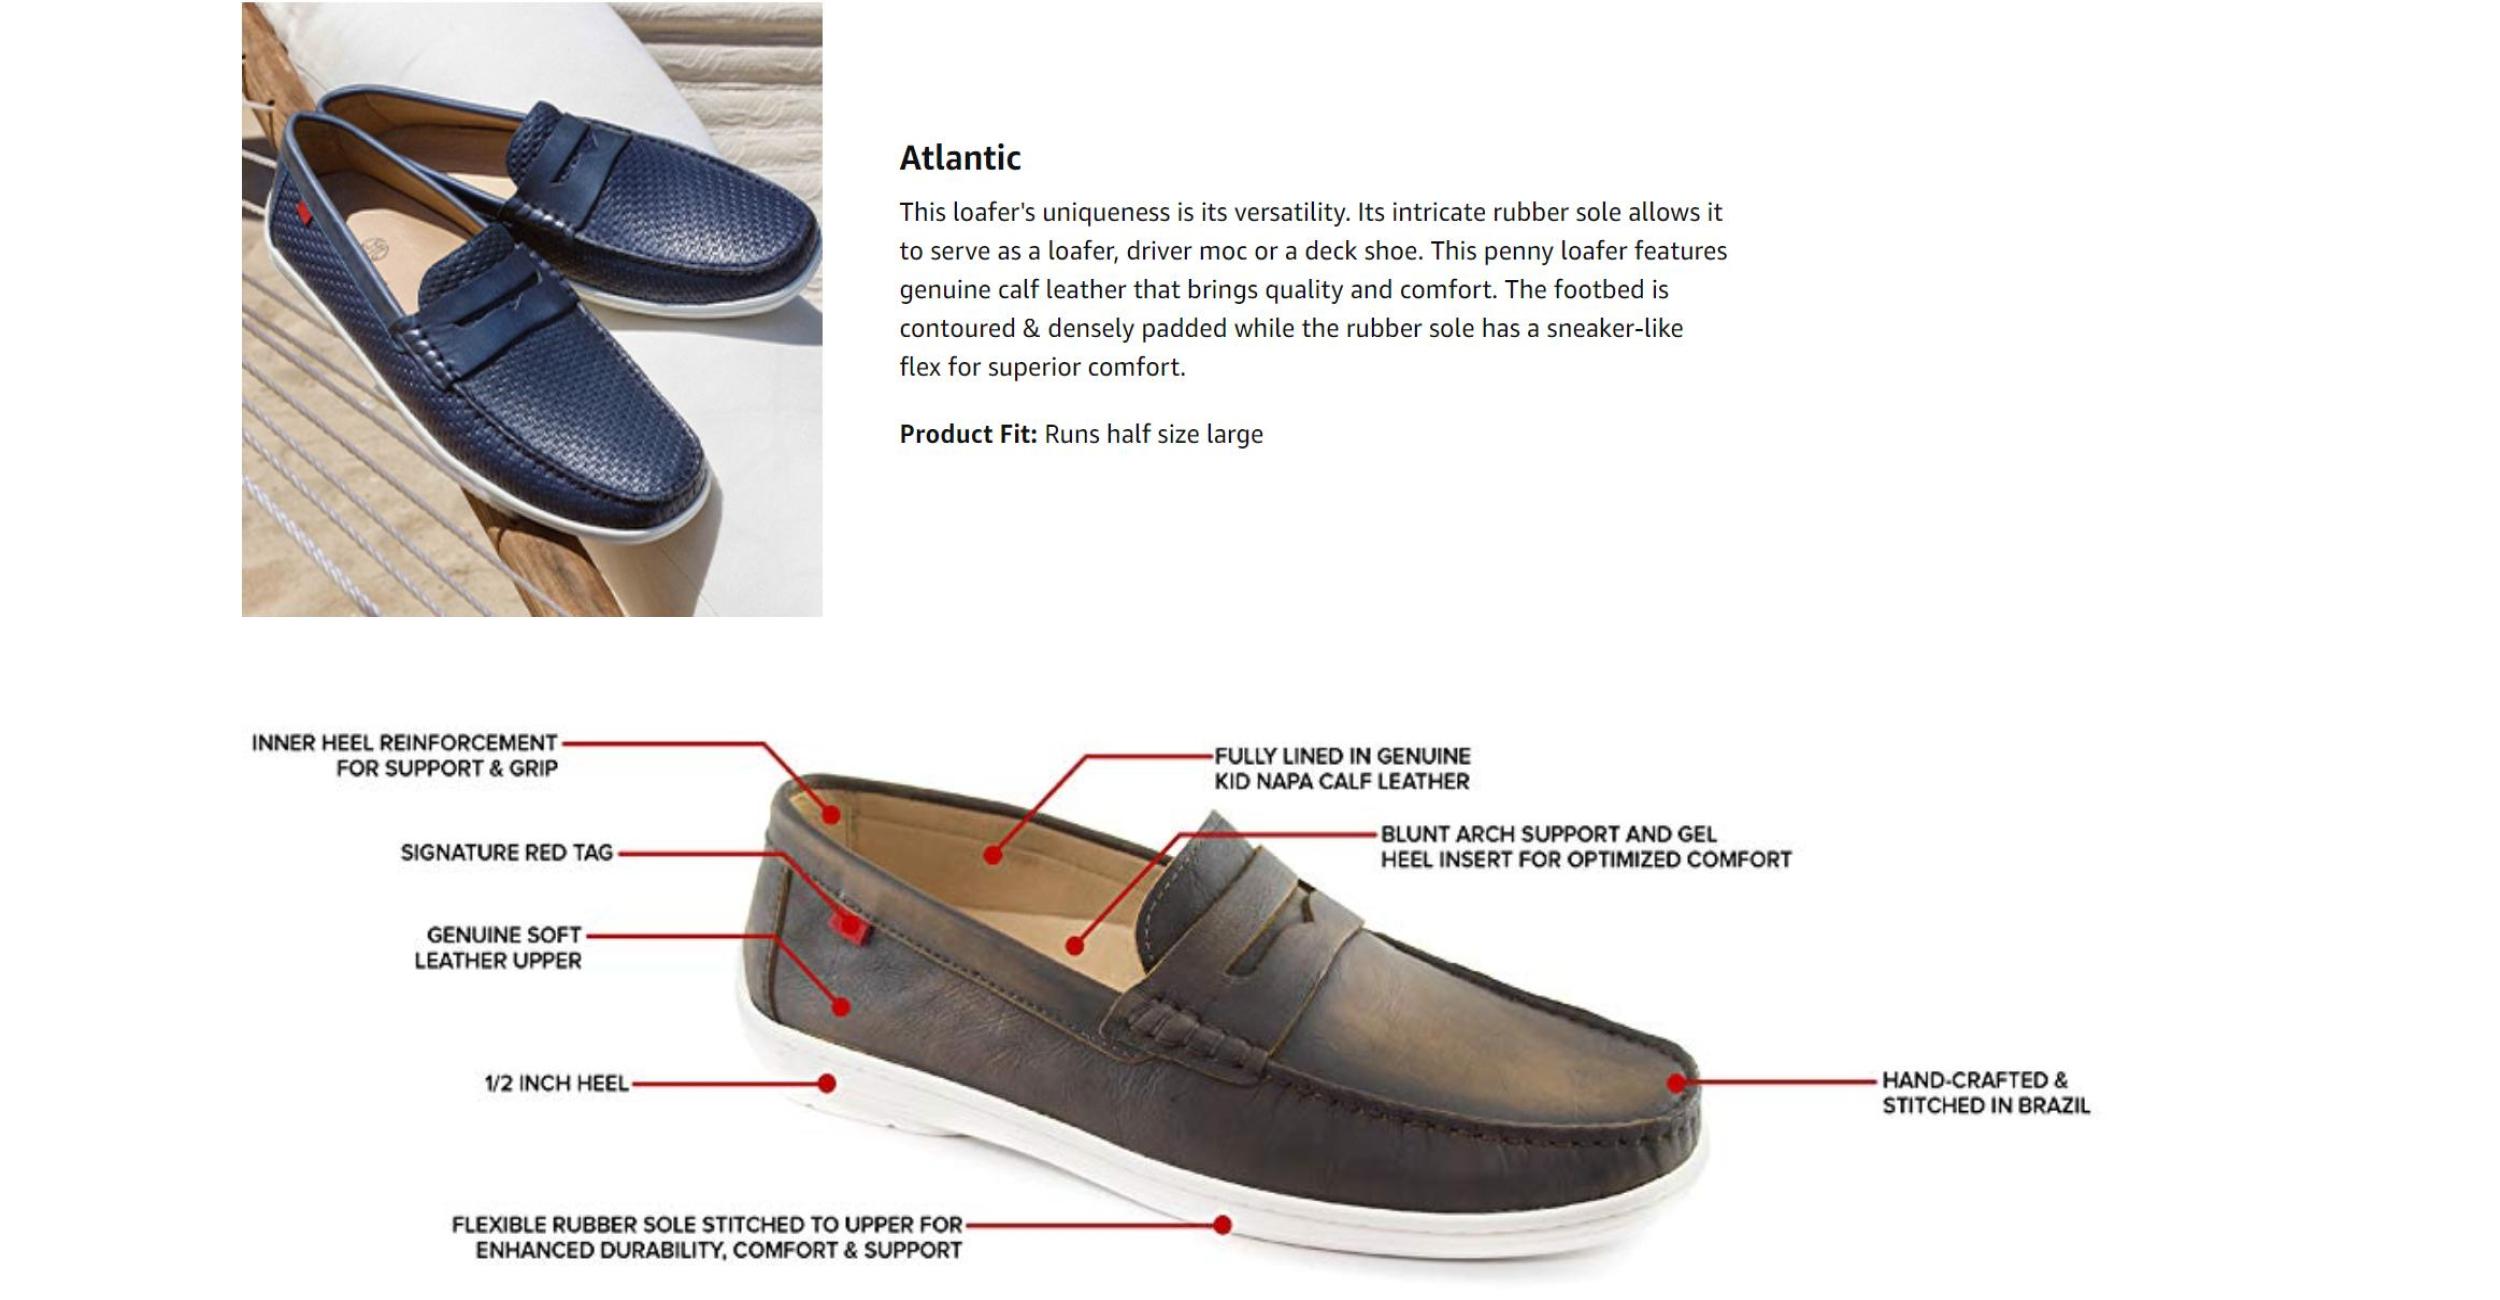 Atlantic
This loafer's uniqueness is its versatility. Its intricate rubber sole allows it
to serve as a loafer, driver moc or a deck shoe. This penny loafer features
genuine calf leather that brings quality and comfort. The footbed is
contoured & densely padded while the rubber sole has a sneaker-like
flex for superior comfort.
Product Fit: Runs half size large
INNER HEEL REINFORCEMENT
FOR SUPPORT & GRIP
FULLY LINED IN GENUINE
KID NAPA CALF LEATHER
SIGNATURE RED TAG
BLUNT ARCH SUPPORT AND GEL
HEEL INSERT FOR OPTIMIZED COMFORT
GENUINE SOFT
LEATHER UPPER
1/2 INCH HEEL
HAND-CRAFTED &
STITCHED IN BRAZIL
FLEXIBLE RUBBER SOLE STITCHED TO UPPER FOR
ENHANCED DURABILITY, COMFORT & SUPPORT